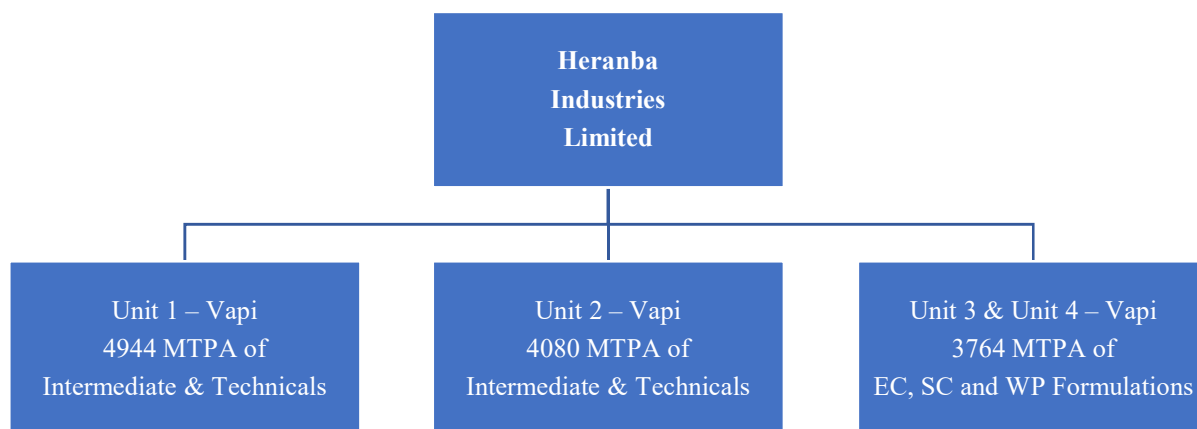 Heranba
Industries
Limited
Unit 1 – Vapi
4944 MTPA of
Intermediate & Technicals
Unit 2 – Vapi
4080 MTPA of
Intermediate & Technicals
Unit 3 & Unit 4 – Vapi
3764 MTPA of
EC, SC and WP Formulations